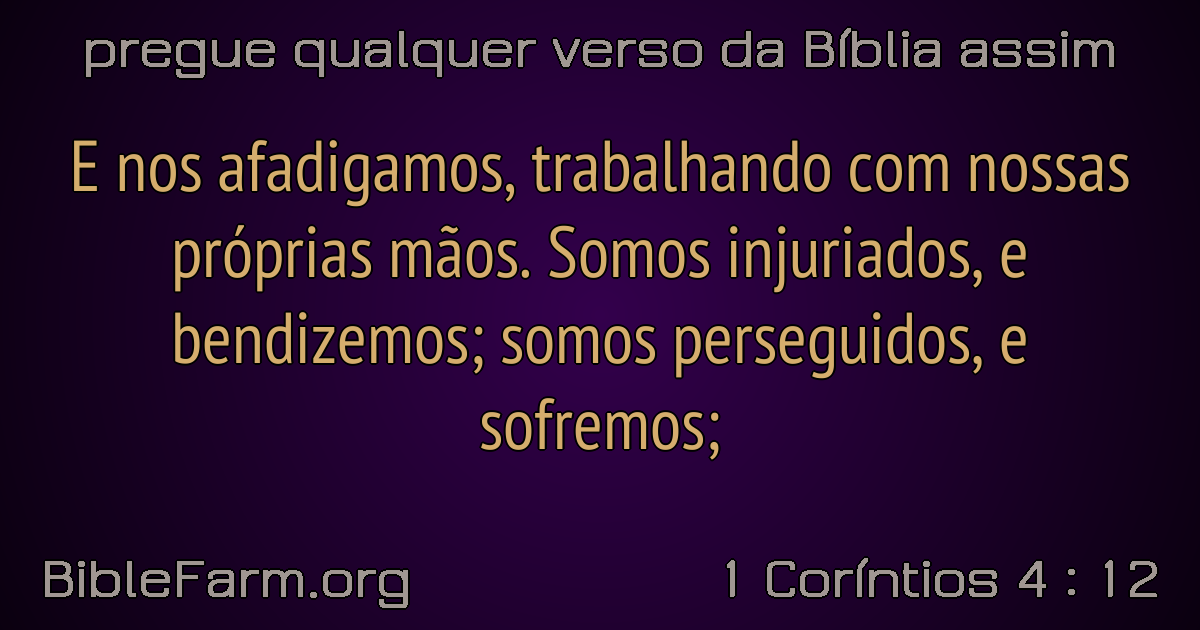 pregue qualquer verso da Bíblia assim
E nos afadigamos, trabalhando com nossas
próprias mãos. Somos injuriados, e
bendizemos; somos perseguidos, e
sofremos;
BibleFarm.org
1 Coríntios 4 : 12